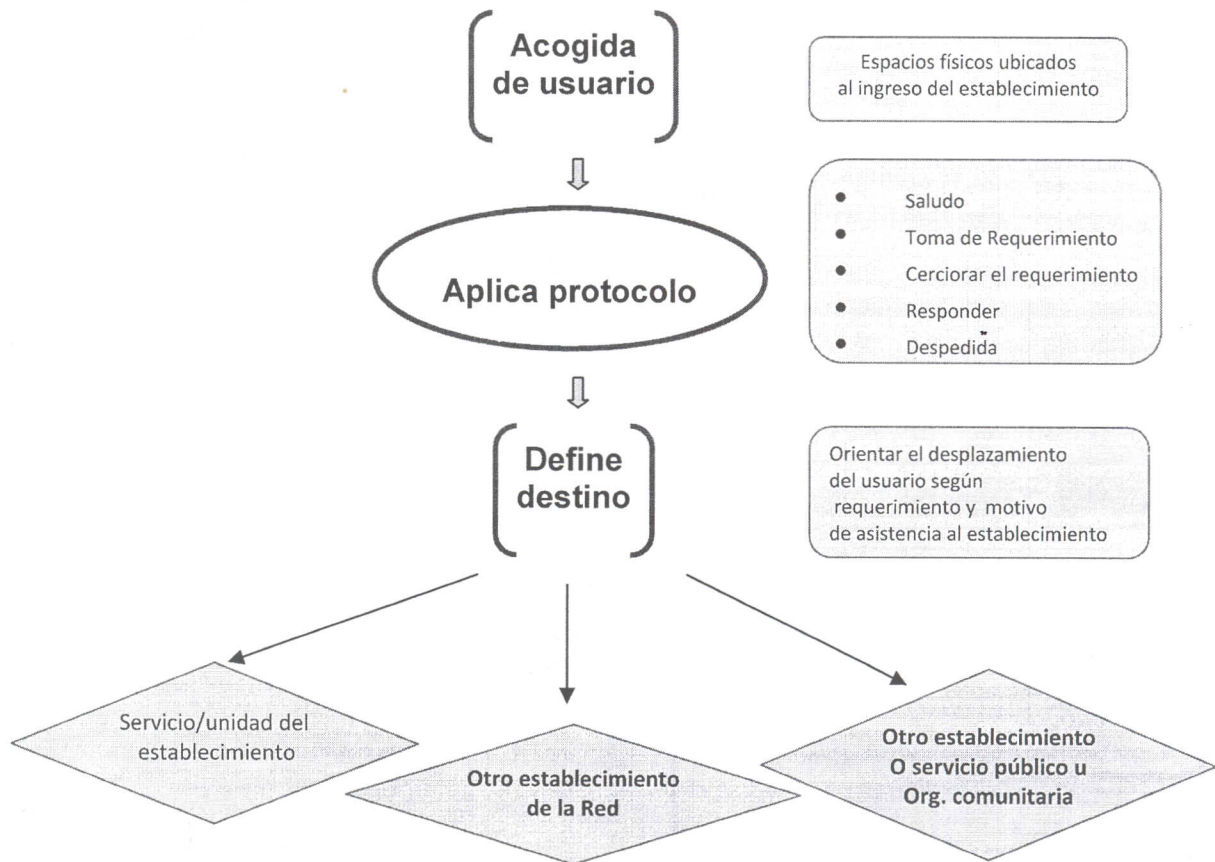 Acogida
de usuario
Espacios físicos ubicados
al ingreso del establecimiento
Aplica protocolo
• Saludo
• Toma de Requerimiento
• Cerciorar el requerimiento
• Responder
• Despedida
Define
destino
Orientar el desplazamiento
del usuario según
requerimiento y motivo
de asistencia al establecimiento
Servicio/unidad del
establecimiento
Otro establecimiento
de la Red
Otro establecimiento
O servicio público u
Org. comunitaria